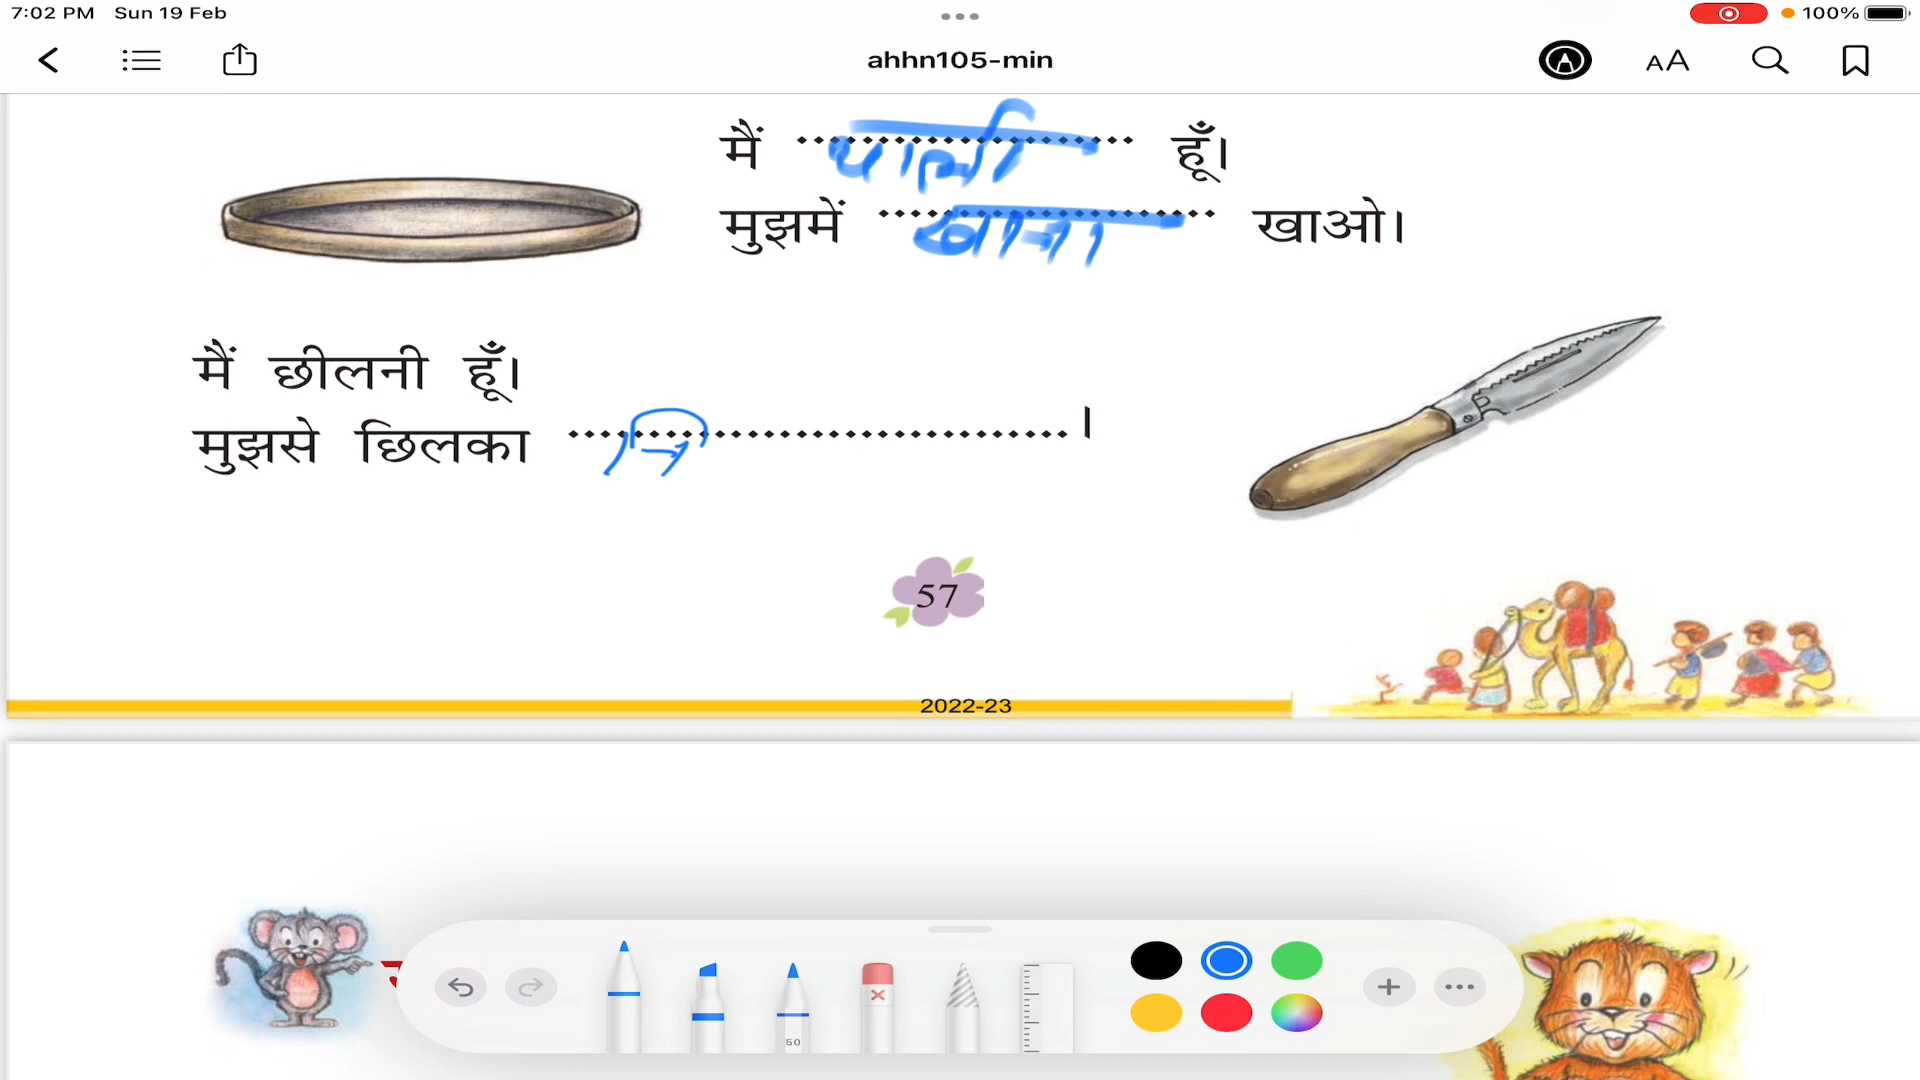 7:02 PM Sun 19 Feb 100%
ahhn105-min AA
मैं थाली हूँ।
मुझमें खाना खाओ।
मैं छीलनी हूँ।
मुझसे छिलका नि ।
57
2022-23
50